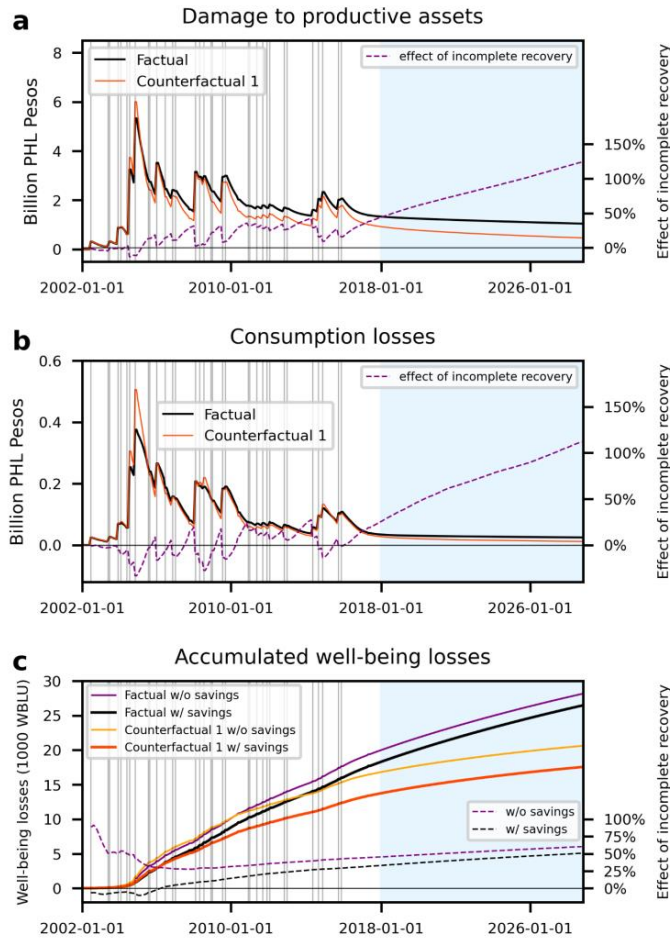 a
Damage to productive assets
8
6
4
2
0
Billion PHL Pesos
Factual
Counterfactual 1
effect of incomplete recovery
150%
100%
50%
0%
Effect of incomplete recovery
2002-01-01
2010-01-01
2018-01-01
2026-01-01
b
Consumption losses
0.6
0.4
0.2
0.0
Billion PHL Pesos
Factual
Counterfactual 1
effect of incomplete recovery
150%
100%
50%
0%
Effect of incomplete recovery
2002-01-01
2010-01-01
2018-01-01
2026-01-01
c
Accumulated well-being losses
30
25
20
15
10
5
0
Well-being losses (1000 WBLU)
Factual w/o savings
Factual w/ savings
Counterfactual 1 w/o savings
Counterfactual 1 w/ savings
w/o savings
w/ savings
100%
75%
50%
25%
0%
Effect of incomplete recovery
2002-01-01
2010-01-01
2018-01-01
2026-01-01